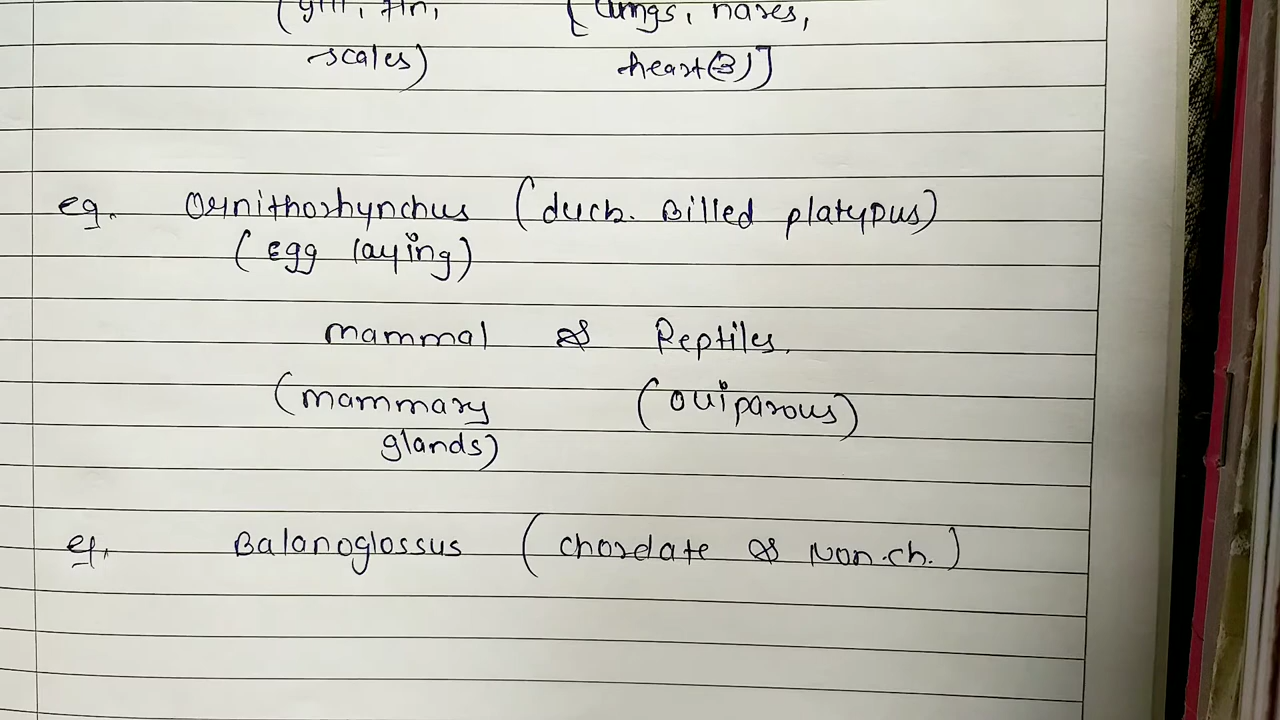 (gill, fin, [lungs, nares,
scales) heart(3)]
eg. Ornithorhynchus (duck. Billed platypus)
(Egg laying)
mammal & Reptiles.
(mammary (oviparous)
glands)
eg. Balanoglossus (chordate & Non.ch.)